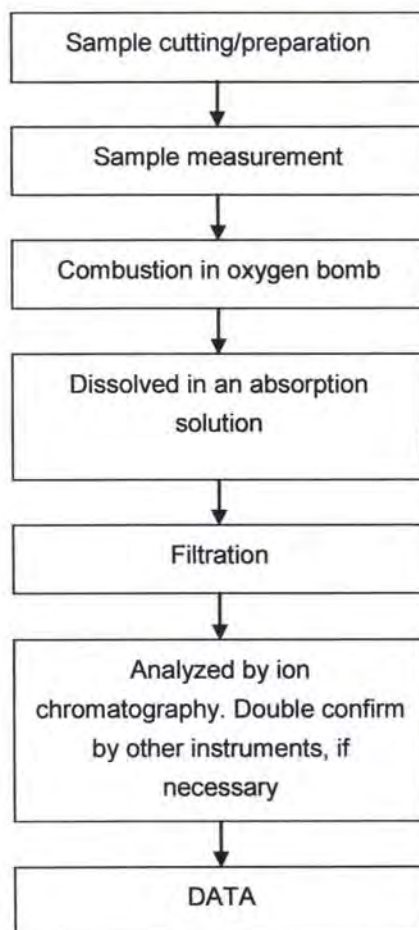 Sample cutting/preparation
Sample measurement
Combustion in oxygen bomb
Dissolved in an absorption
solution
Filtration
Analyzed by ion
chromatography. Double confirm
by other instruments, if
necessary
DATA